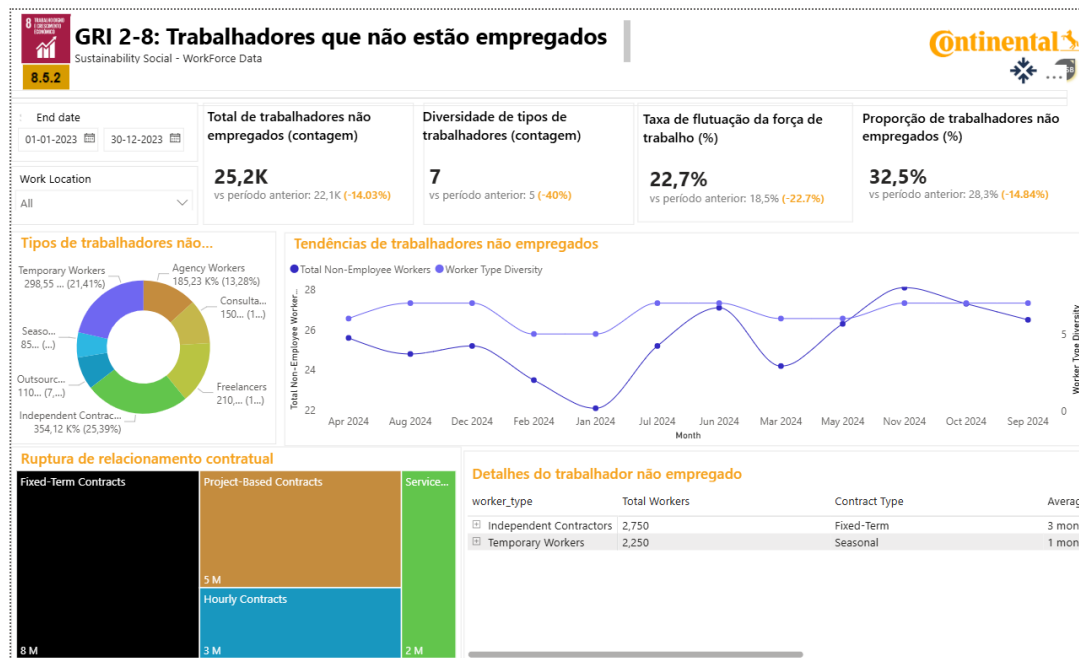 8 TRABALHO DIGNO E CRESCIMENTO ECONÓMICO
GRI 2-8: Trabalhadores que não estão empregados
Sustainability Social - WorkForce Data
8.5.2
Continental
...
End date
01-01-2023
30-12-2023
Work Location
All
Total de trabalhadores não
empregados (contagem)
25,2K
vs período anterior: 22,1K (-14.03%)
Diversidade de tipos de
trabalhadores (contagem)
7
vs período anterior: 5 (-40%)
Taxa de flutuação da força de
trabalho (%)
22,7%
vs período anterior: 18,5% (-22.7%)
Proporção de trabalhadores não
empregados (%)
32,5%
vs período anterior: 28,3% (-14.84%)
Tipos de trabalhadores não...
Temporary Workers
298,55 ... (21,41%)
Agency Workers
185,23 K% (13,28%)
Consulta...
150... (1...)
Seaso...
85... (...)
Outsourc...
110... (7,...)
Freelancers
210,... (1...)
Independent Contrac...
354,12 K% (25,39%)
Tendências de trabalhadores não empregados
Total Non-Employee Workers
Worker Type Diversity
Total Non-Employee Worker...
28
26
24
22
5
0
Worker Type Diversity
Apr 2024
Aug 2024
Dec 2024
Feb 2024
Jan 2024
Jul 2024
Jun 2024
Mar 2024
May 2024
Nov 2024
Oct 2024
Sep 2024
Month
Ruptura de relacionamento contratual
Fixed-Term Contracts
8 M
Project-Based Contracts
5 M
Hourly Contracts
3 M
Service...
2 M
Detalhes do trabalhador não empregado
worker_type Total Workers Contract Type Averag
Independent Contractors 2,750 Fixed-Term 3 mon
Temporary Workers 2,250 Seasonal 1 mon